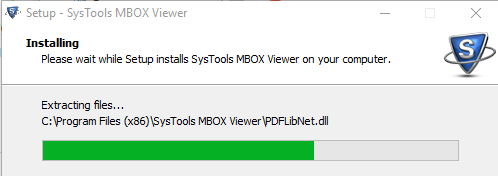 Setup - SysTools MBOX Viewer
Installing
Please wait while Setup installs SysTools MBOX Viewer on your computer.
S
Extracting files...
C:\Program Files (x86)\SysTools MBOX Viewer\PDFLibNet.dll